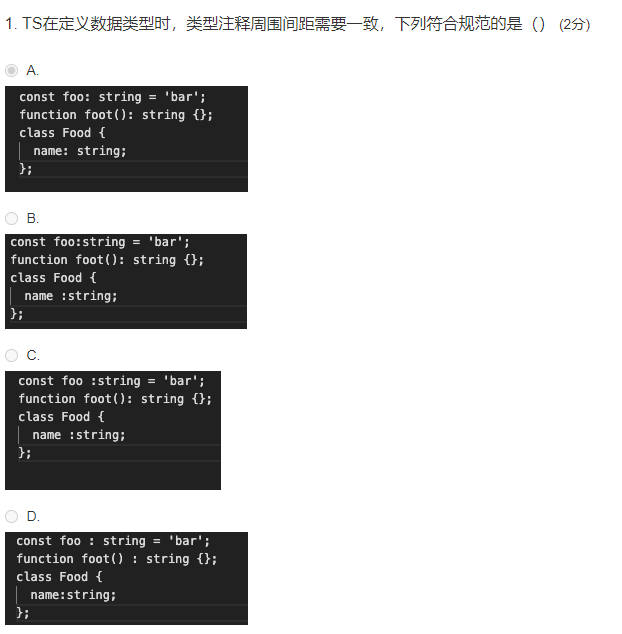 1. TS在定义数据类型时，类型注释周围间距需要一致，下列符合规范的是（） (2分)
A.
const foo: string = 'bar';
function foot(): string {};
class Food {
name: string;
};
B.
const foo:string = 'bar';
function foot(): string {};
class Food {
name :string;
};
C.
const foo :string = 'bar';
function foot(): string {};
class Food {
name :string;
};
D.
const foo : string = 'bar';
function foot() : string {};
class Food {
name:string;
};